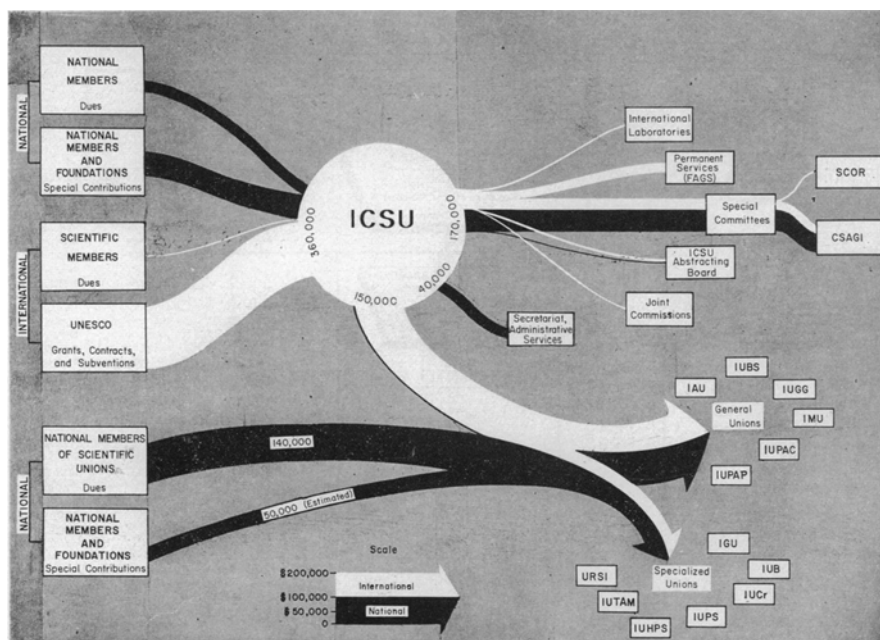 NATIONAL
NATIONAL
MEMBERS
Dues
NATIONAL MEMBERS
AND
FOUNDATIONS
Special Contributions
INTERNATIONAL
SCIENTIFIC
MEMBERS
Dues
UNESCO
Grants, Contracts,
and Subventions
NATIONAL
NATIONAL MEMBERS
OF SCIENTIFIC
UNIONS
Dues
NATIONAL
MEMBERS
AND
FOUNDATIONS
Special Contributions
ICSU
360,000
170,000
40,000
150,000
International
Laboratories
Permanent
Services
(FAGS)
Special
Committees
SCOR
CSAGI
ICSU
Abstracting
Board
Joint
Commissions
Secretariat,
Administrative
Services
140,000
50,000 (Estimated)
IAU
IUBS
IUGG
General
Unions
IMU
IUPAC
IUPAP
IGU
Specialized
Unions
IUB
URSI
IUCr
IUTAM
IUPS
IUHPS
Scale
$200,000
International
$100,000
$50,000
National
0